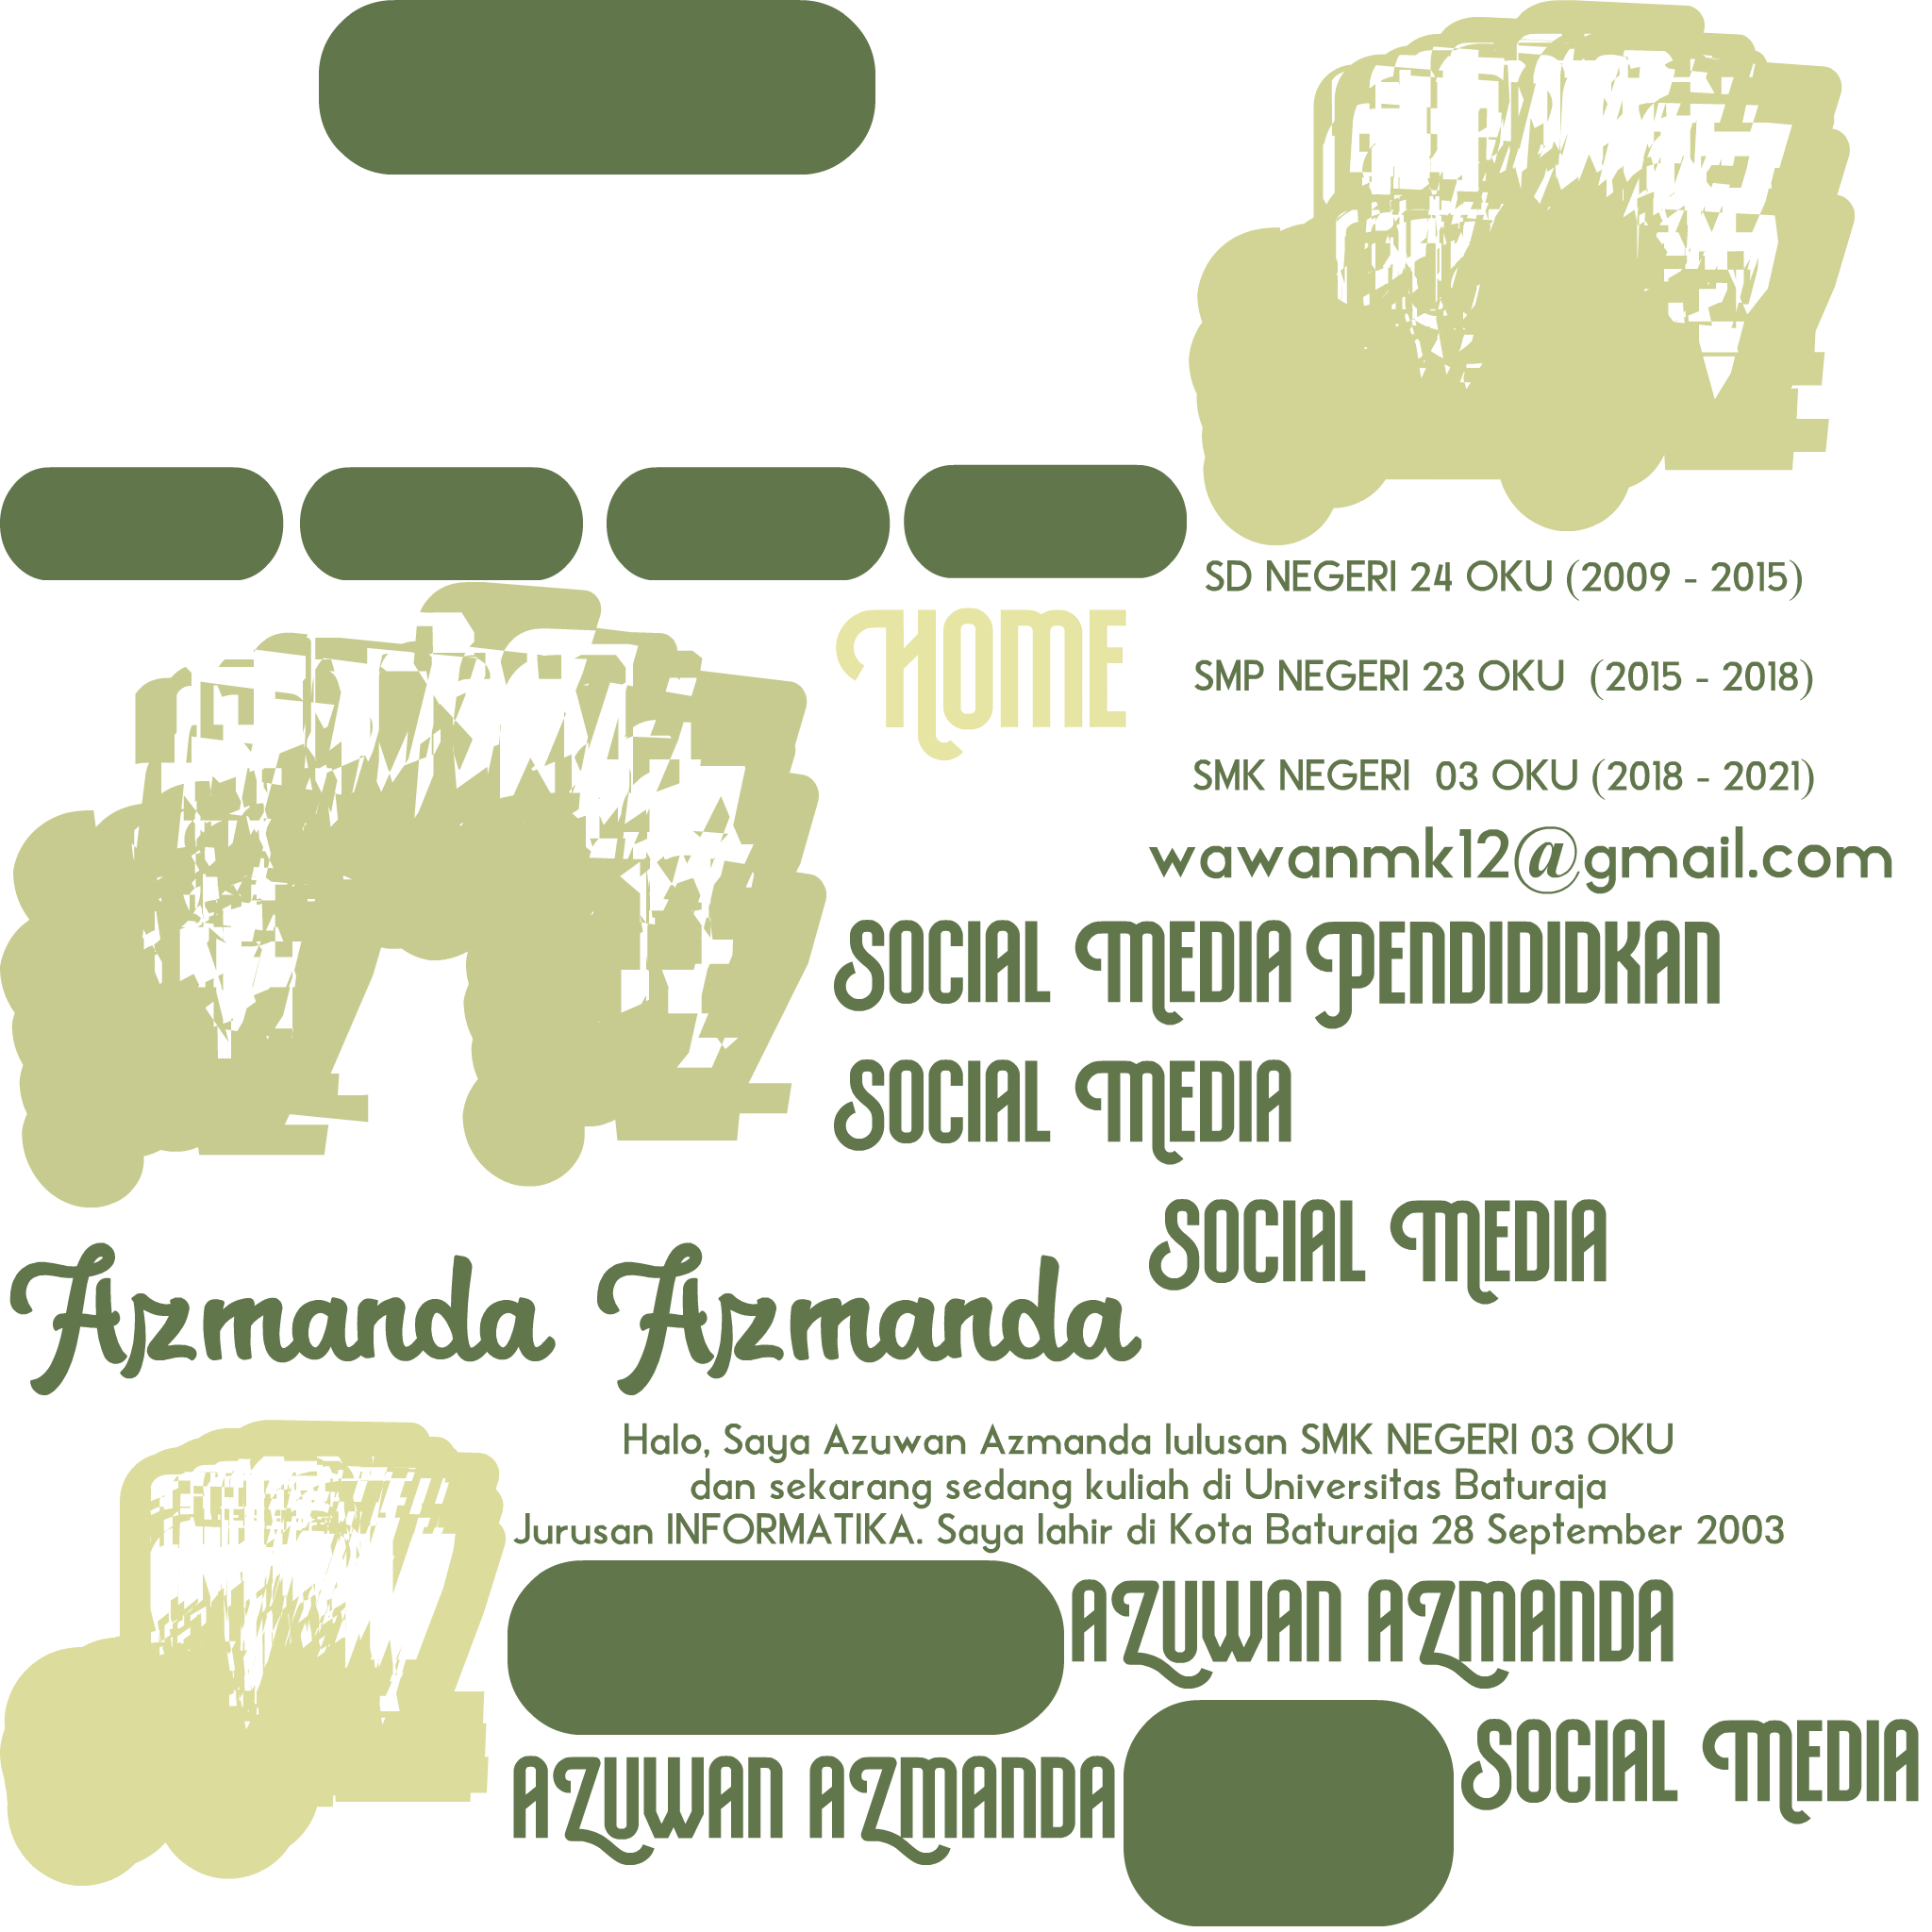 SD NEGERI 24 OKU (2009 - 2015)
HOME
SMP NEGERI 23 OKU (2015 - 2018)
SMK NEGERI 03 OKU (2018 - 2021)
wawanmk12@gmail.com
SOCIAL MEDIA PENDIDIDKAN
SOCIAL MEDIA
SOCIAL MEDIA
Azmanda Azmanda
Halo, Saya Azuwan Azmanda lulusan SMK NEGERI 03 OKU
dan sekarang sedang kuliah di Universitas Baturaja
Jurusan INFORMATIKA. Saya lahir di Kota Baturaja 28 September 2003
AZUWAN AZMANDA
SOCIAL MEDIA
AZUWAN AZMANDA